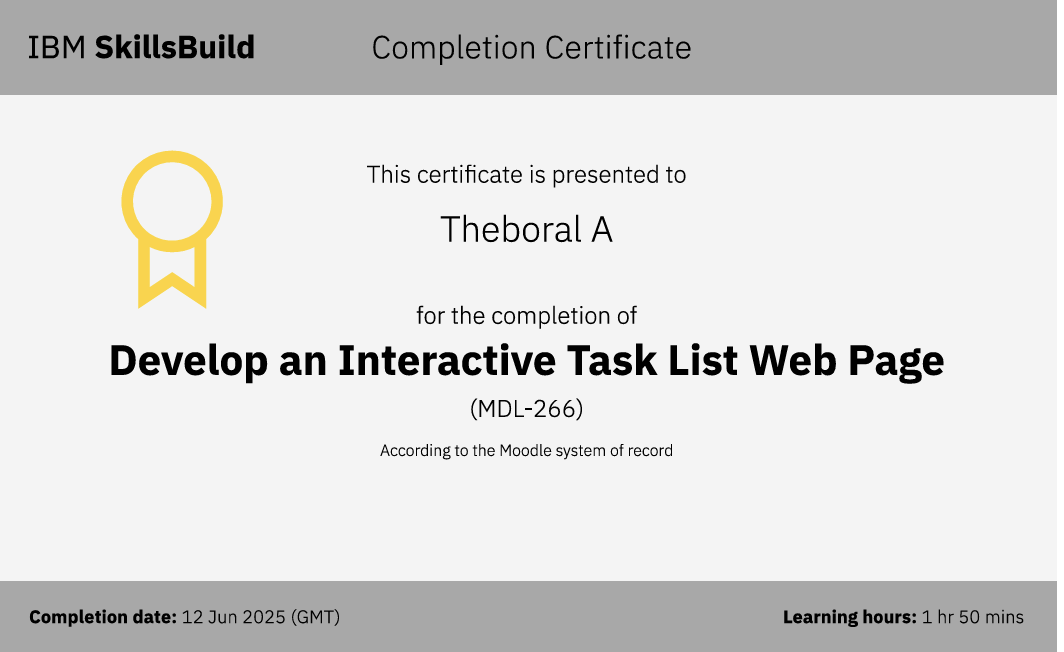 IBM SkillsBuild
Completion Certificate
This certificate is presented to
Theboral A
for the completion of
Develop an Interactive Task List Web Page
(MDL-266)
According to the Moodle system of record
Completion date: 12 Jun 2025 (GMT)
Learning hours: 1 hr 50 mins